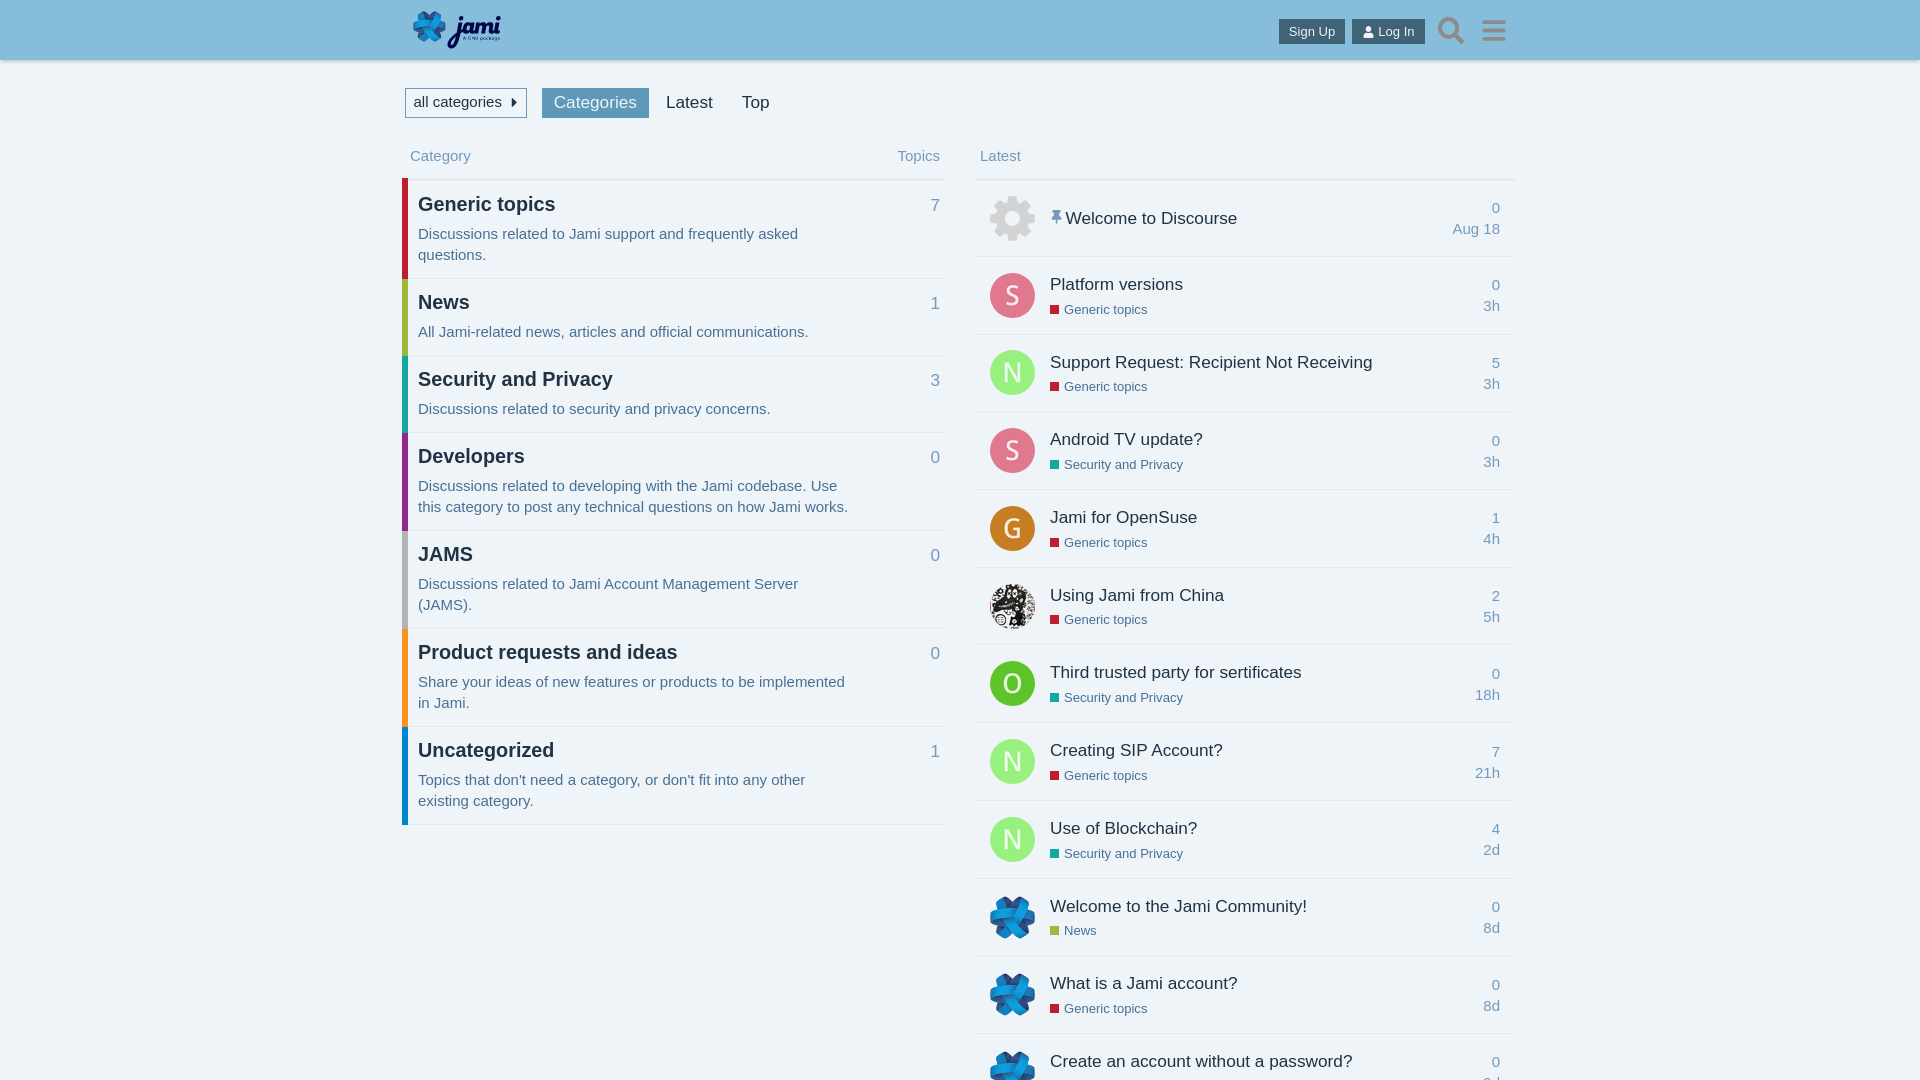 jami
A GNU package
Sign Up
Log In
all categories
Categories
Latest
Top
Category
Topics
Generic topics
7
Discussions related to Jami support and frequently asked
questions.
News
1
All Jami-related news, articles and official communications.
Security and Privacy
3
Discussions related to security and privacy concerns.
Developers
0
Discussions related to developing with the Jami codebase. Use
this category to post any technical questions on how Jami works.
JAMS
0
Discussions related to Jami Account Management Server
(JAMS).
Product requests and ideas
0
Share your ideas of new features or products to be implemented
in Jami.
Uncategorized
1
Topics that don't need a category, or don't fit into any other
existing category.
Latest
Welcome to Discourse
0
Aug 18
S
Platform versions
0
Generic topics
3h
N
Support Request: Recipient Not Receiving
5
Generic topics
3h
S
Android TV update?
0
Security and Privacy
3h
G
Jami for OpenSuse
1
Generic topics
4h
Using Jami from China
2
Generic topics
5h
O
Third trusted party for sertificates
0
Security and Privacy
18h
N
Creating SIP Account?
7
Generic topics
21h
N
Use of Blockchain?
4
Security and Privacy
2d
Welcome to the Jami Community!
0
News
8d
What is a Jami account?
0
Generic topics
8d
Create an account without a password?
0